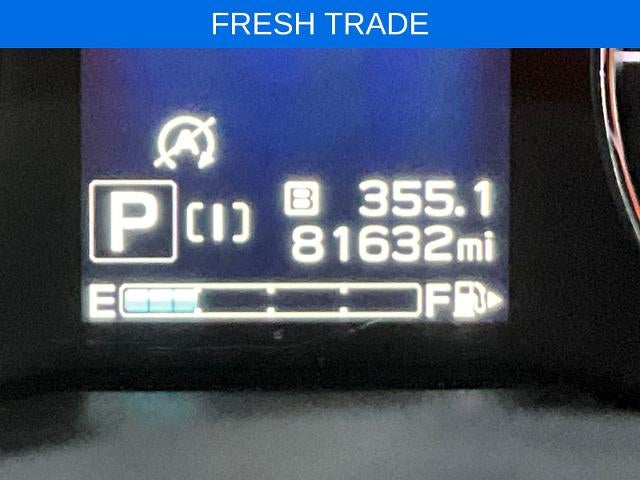 FRESH TRADE
A
P [I] B 355.1
81632mi
E F